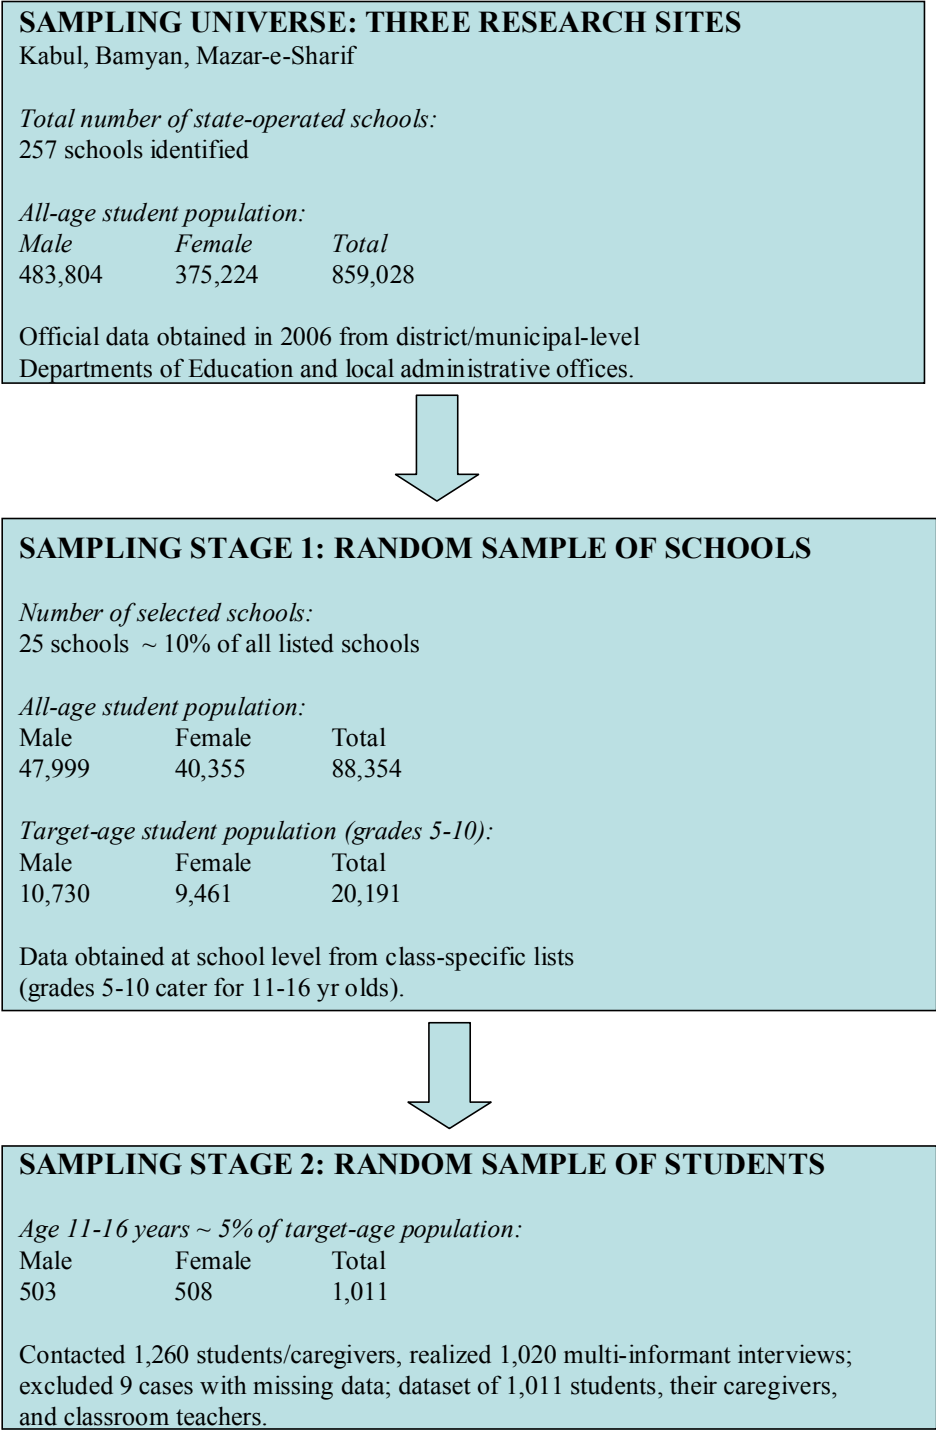 SAMPLING UNIVERSE: THREE RESEARCH SITES
Kabul, Bamyan, Mazar-e-Sharif
Total number of state-operated schools:
257 schools identified
All-age student population:
Male Female Total
483,804 375,224 859,028
Official data obtained in 2006 from district/municipal-level
Departments of Education and local administrative offices.
SAMPLING STAGE 1: RANDOM SAMPLE OF SCHOOLS
Number of selected schools:
25 schools ~ 10% of all listed schools
All-age student population:
Male Female Total
47,999 40,355 88,354
Target-age student population (grades 5-10):
Male Female Total
10,730 9,461 20,191
Data obtained at school level from class-specific lists
(grades 5-10 cater for 11-16 yr olds).
SAMPLING STAGE 2: RANDOM SAMPLE OF STUDENTS
Age 11-16 years ~ 5% of target-age population:
Male Female Total
503 508 1,011
Contacted 1,260 students/caregivers, realized 1,020 multi-informant interviews;
excluded 9 cases with missing data; dataset of 1,011 students, their caregivers,
and classroom teachers.